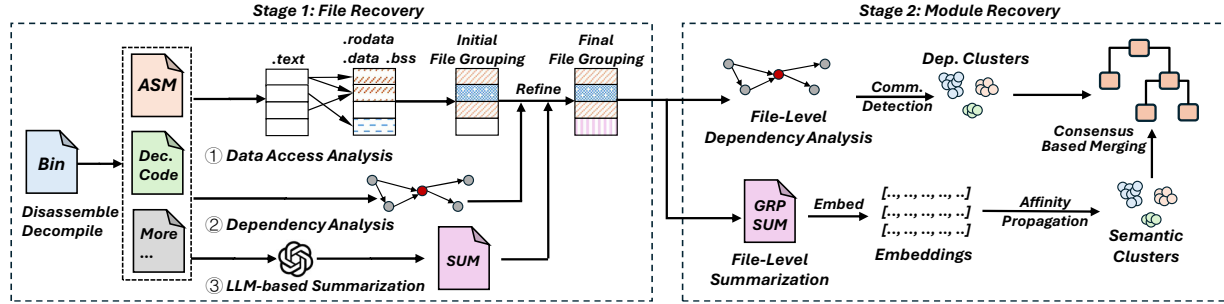 Stage 1: File Recovery
Stage 2: Module Recovery
.rodata
.text
.data .bss
Initial
File Grouping
Final
File Grouping
ASM
Refine
Bin
Dec.
Code
① Data Access Analysis
Disassemble
Decompile
② Dependency Analysis
More
...
SUM
③ LLM-based Summarization
Dep. Clusters
Comm.
Detection
File-Level
Dependency Analysis
Consensus
Based Merging
GRP
SUM
Embed
[.., .., .., .., ..]
[.., .., .., .., ..]
[.., .., .., .., ..]
Affinity
Propagation
File-Level
Summarization
Embeddings
Semantic
Clusters